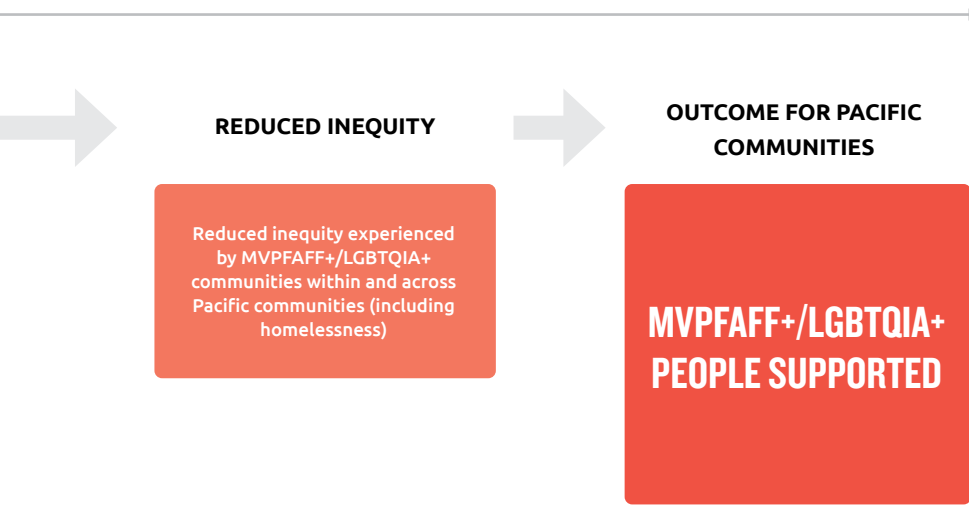 REDUCED INEQUITY
Reduced inequity experienced
by MVPFAFF+/LGBTQIA+
communities within and across
Pacific communities (including
homelessness)
OUTCOME FOR PACIFIC
COMMUNITIES
MVPFAFF+/LGBTQIA+
PEOPLE SUPPORTED